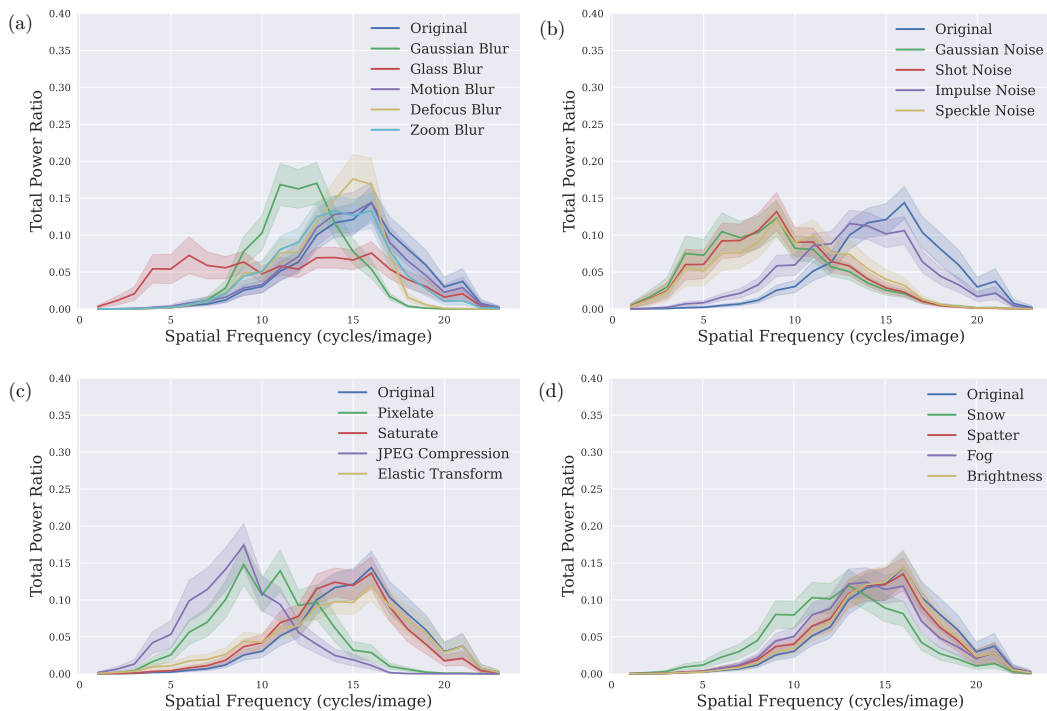 (a)
0.40
0.35
0.30
0.25
0.20
0.15
0.10
0.05
0.00
Total Power Ratio
Original
Gaussian Blur
Glass Blur
Motion Blur
Defocus Blur
Zoom Blur
0 5 10 15 20
Spatial Frequency (cycles/image)
(b)
0.40
0.35
0.30
0.25
0.20
0.15
0.10
0.05
0.00
Total Power Ratio
Original
Gaussian Noise
Shot Noise
Impulse Noise
Speckle Noise
0 5 10 15 20
Spatial Frequency (cycles/image)
(c)
0.40
0.35
0.30
0.25
0.20
0.15
0.10
0.05
0.00
Total Power Ratio
Original
Pixelate
Saturate
JPEG Compression
Elastic Transform
0 5 10 15 20
Spatial Frequency (cycles/image)
(d)
0.40
0.35
0.30
0.25
0.20
0.15
0.10
0.05
0.00
Total Power Ratio
Original
Snow
Spatter
Fog
Brightness
0 5 10 15 20
Spatial Frequency (cycles/image)